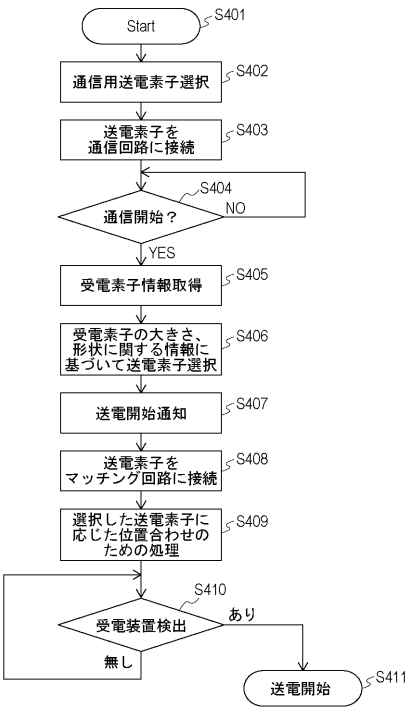 Start
S401
通信用送電素子選択
S402
送電素子を
通信回路に接続
S403
通信開始？
S404
NO
YES
受電素子情報取得
S405
受電素子の大きさ、
形状に関する情報に
基づいて送電素子選択
S406
送電開始通知
S407
送電素子を
マッチング回路に接続
S408
選択した送電素子に
応じた位置合わせの
ための処理
S409
受電装置検出
S410
あり
無し
送電開始
S411